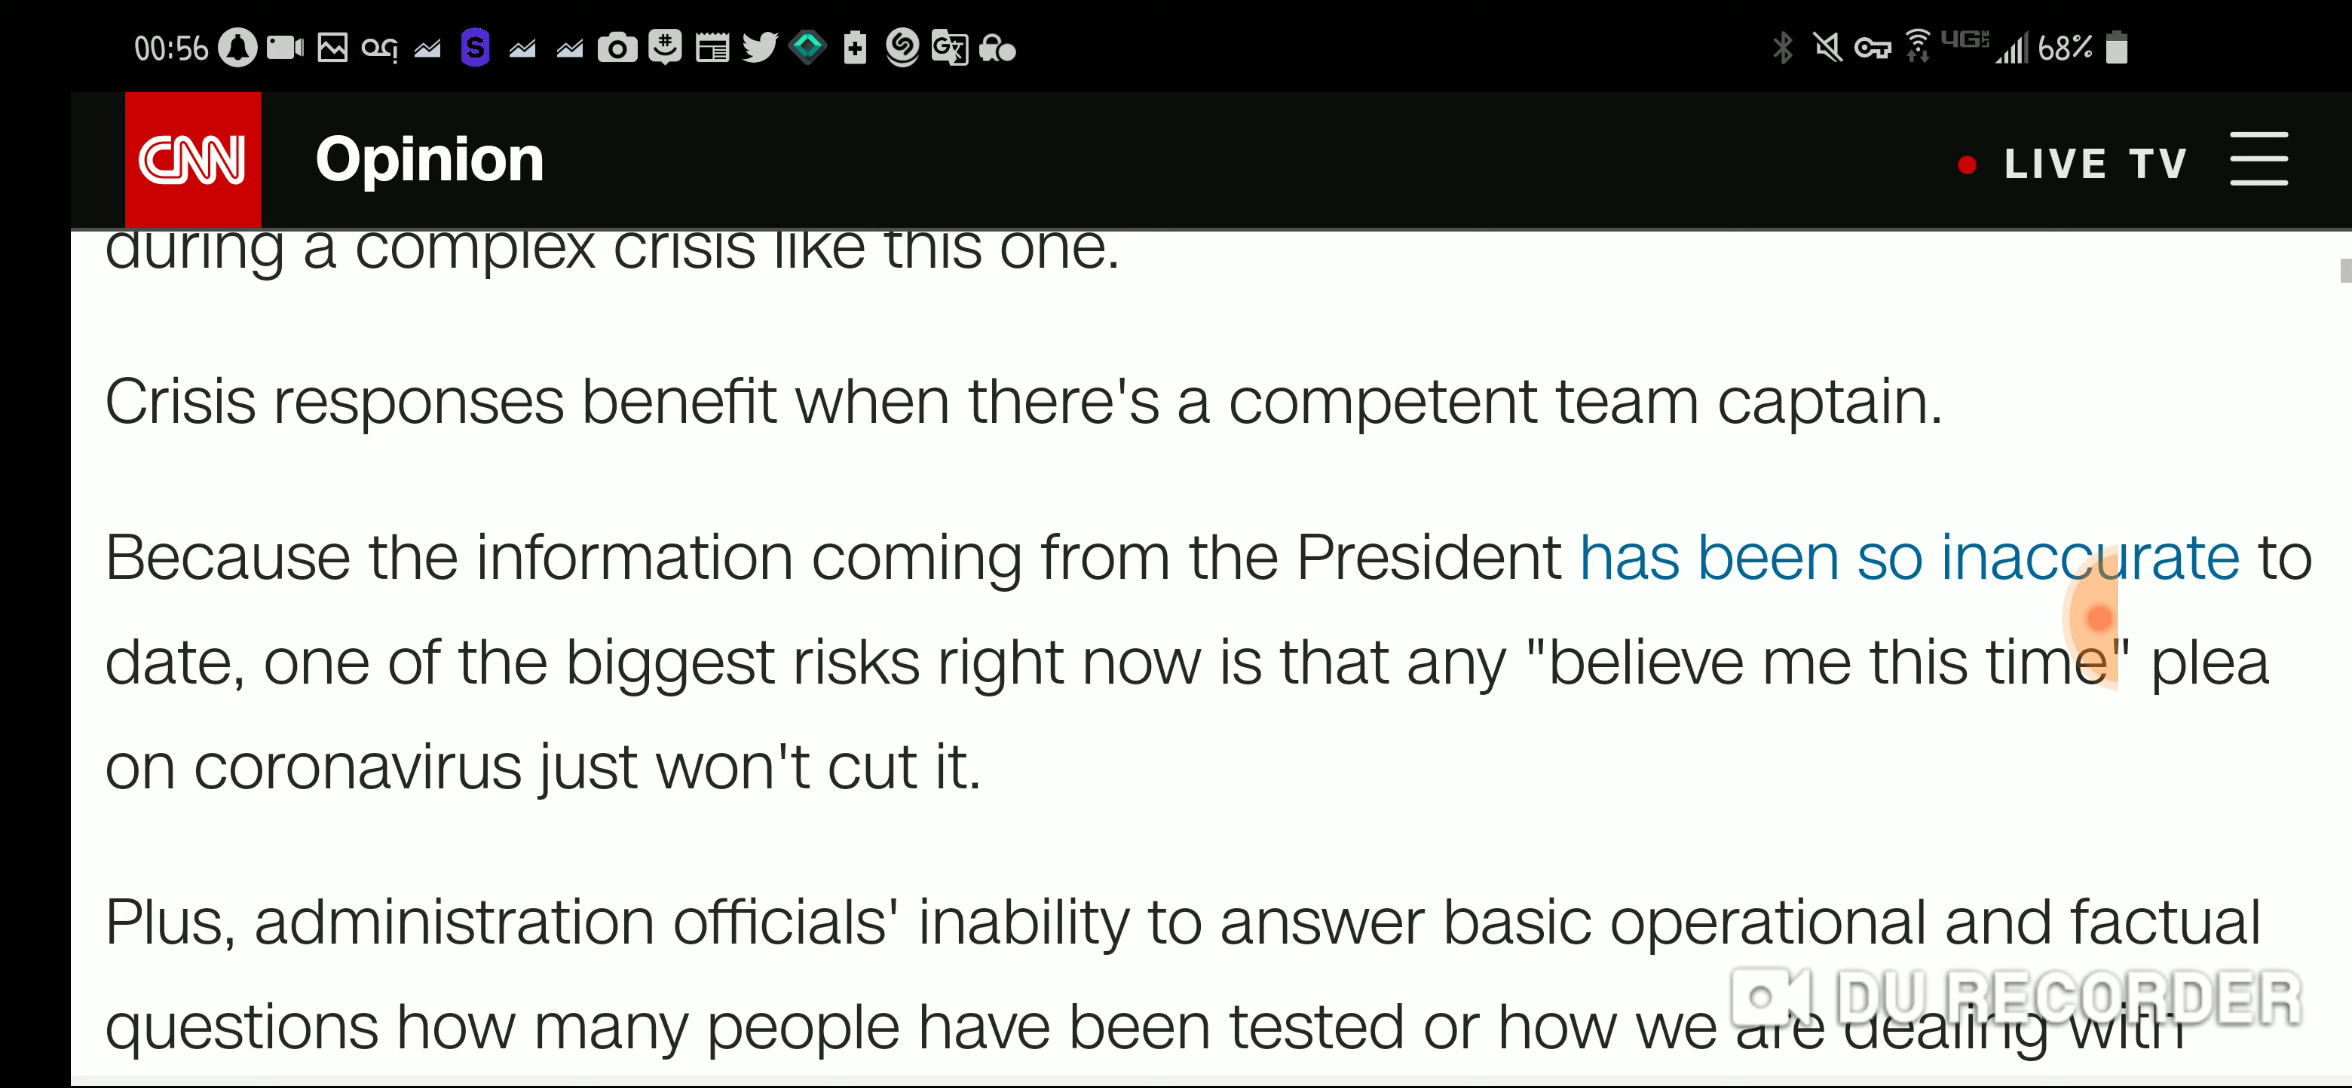 00:56
4G LTE 68%
CNN Opinion LIVE TV
during a complex crisis like this one.
Crisis responses benefit when there's a competent team captain.
Because the information coming from the President has been so inaccurate to
date, one of the biggest risks right now is that any "believe me this time" plea
on coronavirus just won't cut it.
Plus, administration officials' inability to answer basic operational and factual
questions how many people have been tested or how we are dealing with
DU RECORDER